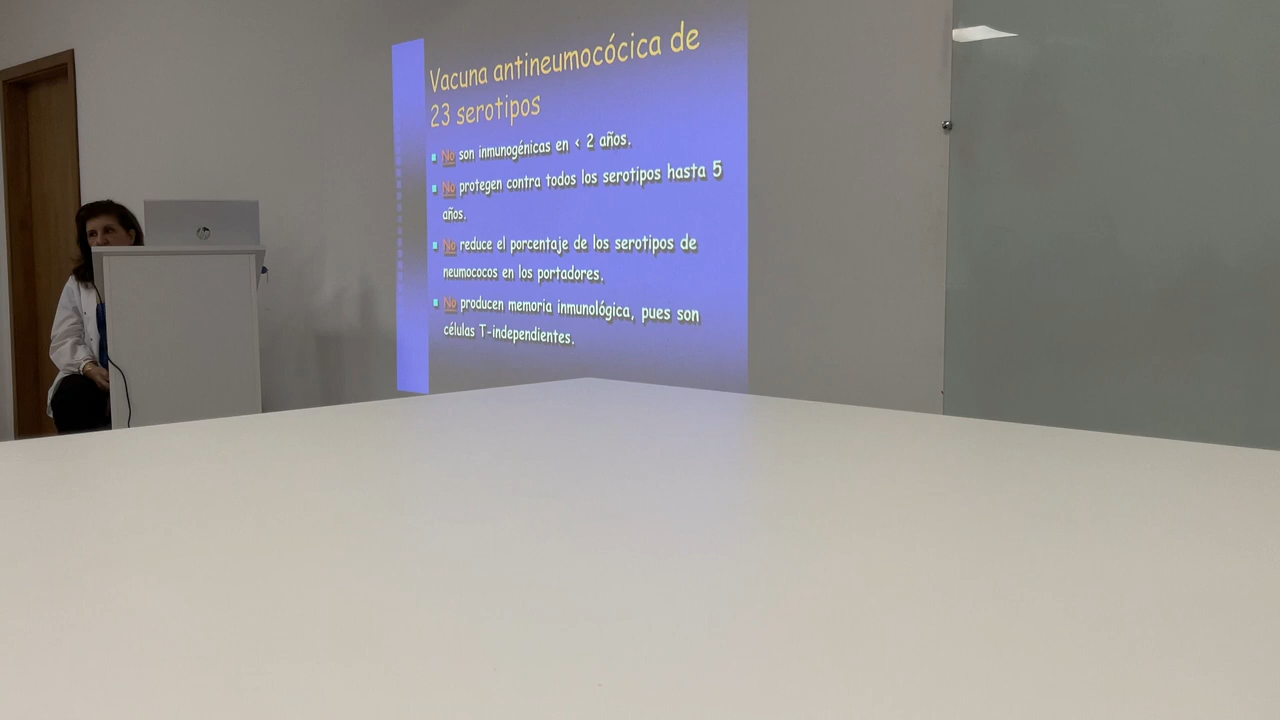 Vacuna antineumocócica de
23 serotipos
No son inmunogénicas en < 2 años.
No protegen contra todos los serotipos hasta 5
años.
No reduce el porcentaje de los serotipos de
neumococos en los portadores.
No producen memoria inmunológica, pues son
células T-independientes.